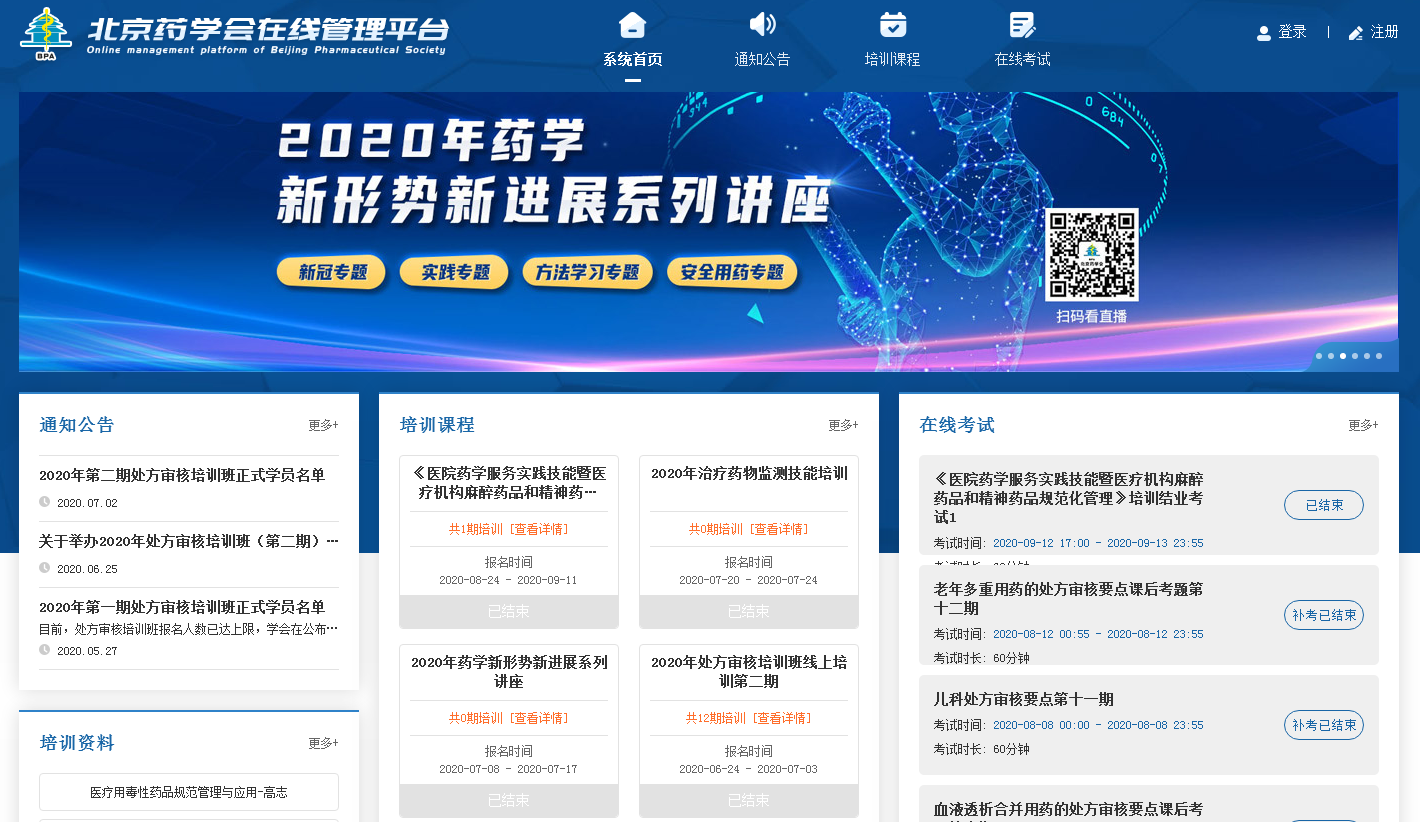 北京药学会在线管理平台
Online management platform of Beijing Pharmaceutical Society
BPA
系统首页
通知公告
培训课程
在线考试
登录
注册
2020年药学
新形势新进展系列讲座
新冠专题
实践专题
方法学习专题
安全用药专题
扫码看直播
通知公告
更多+
2020年第二期处方审核培训班正式学员名单
2020.07.02
关于举办2020年处方审核培训班（第二期）…
2020.06.25
2020年第一期处方审核培训班正式学员名单
目前，处方审核培训班报名人数已达上限，学会在公布…
2020.05.27
培训资料
更多+
医疗用毒性药品规范管理与应用-高志
培训课程
更多+
《医院药学服务实践技能暨医
疗机构麻醉药品和精神药…
共1期培训 [查看详情]
报名时间
2020-08-24 - 2020-09-11
已结束
2020年治疗药物监测技能培训
共0期培训 [查看详情]
报名时间
2020-07-20 - 2020-07-24
已结束
2020年药学新形势新进展系列
讲座
共0期培训 [查看详情]
报名时间
2020-07-08 - 2020-07-17
已结束
2020年处方审核培训班线上培
训第二期
共12期培训 [查看详情]
报名时间
2020-06-24 - 2020-07-03
已结束
在线考试
更多+
《医院药学服务实践技能暨医疗机构麻醉
药品和精神药品规范化管理》培训结业考
试1
考试时间：2020-09-12 17:00 - 2020-09-13 23:55
已结束
老年多重用药的处方审核要点课后考题第
十二期
考试时间：2020-08-12 00:55 - 2020-08-12 23:55
考试时长：60分钟
补考已结束
儿科处方审核要点第十一期
考试时间：2020-08-08 00:00 - 2020-08-08 23:55
考试时长：60分钟
补考已结束
血液透析合并用药的处方审核要点课后考